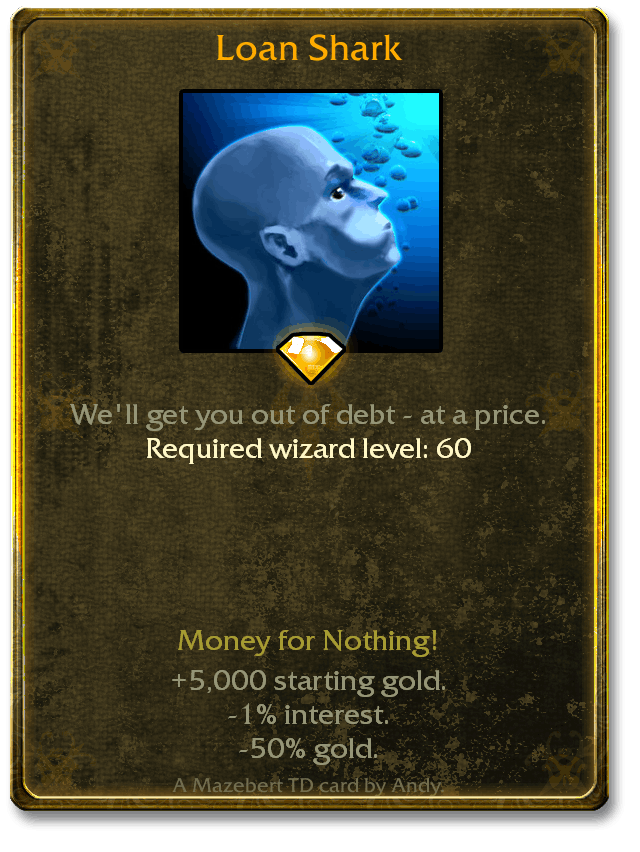 Loan Shark
We'll get you out of debt - at a price.
Required wizard level: 60
Money for Nothing!
+5,000 starting gold.
-1% interest.
-50% gold.
A Mazebert TD card by Andy.